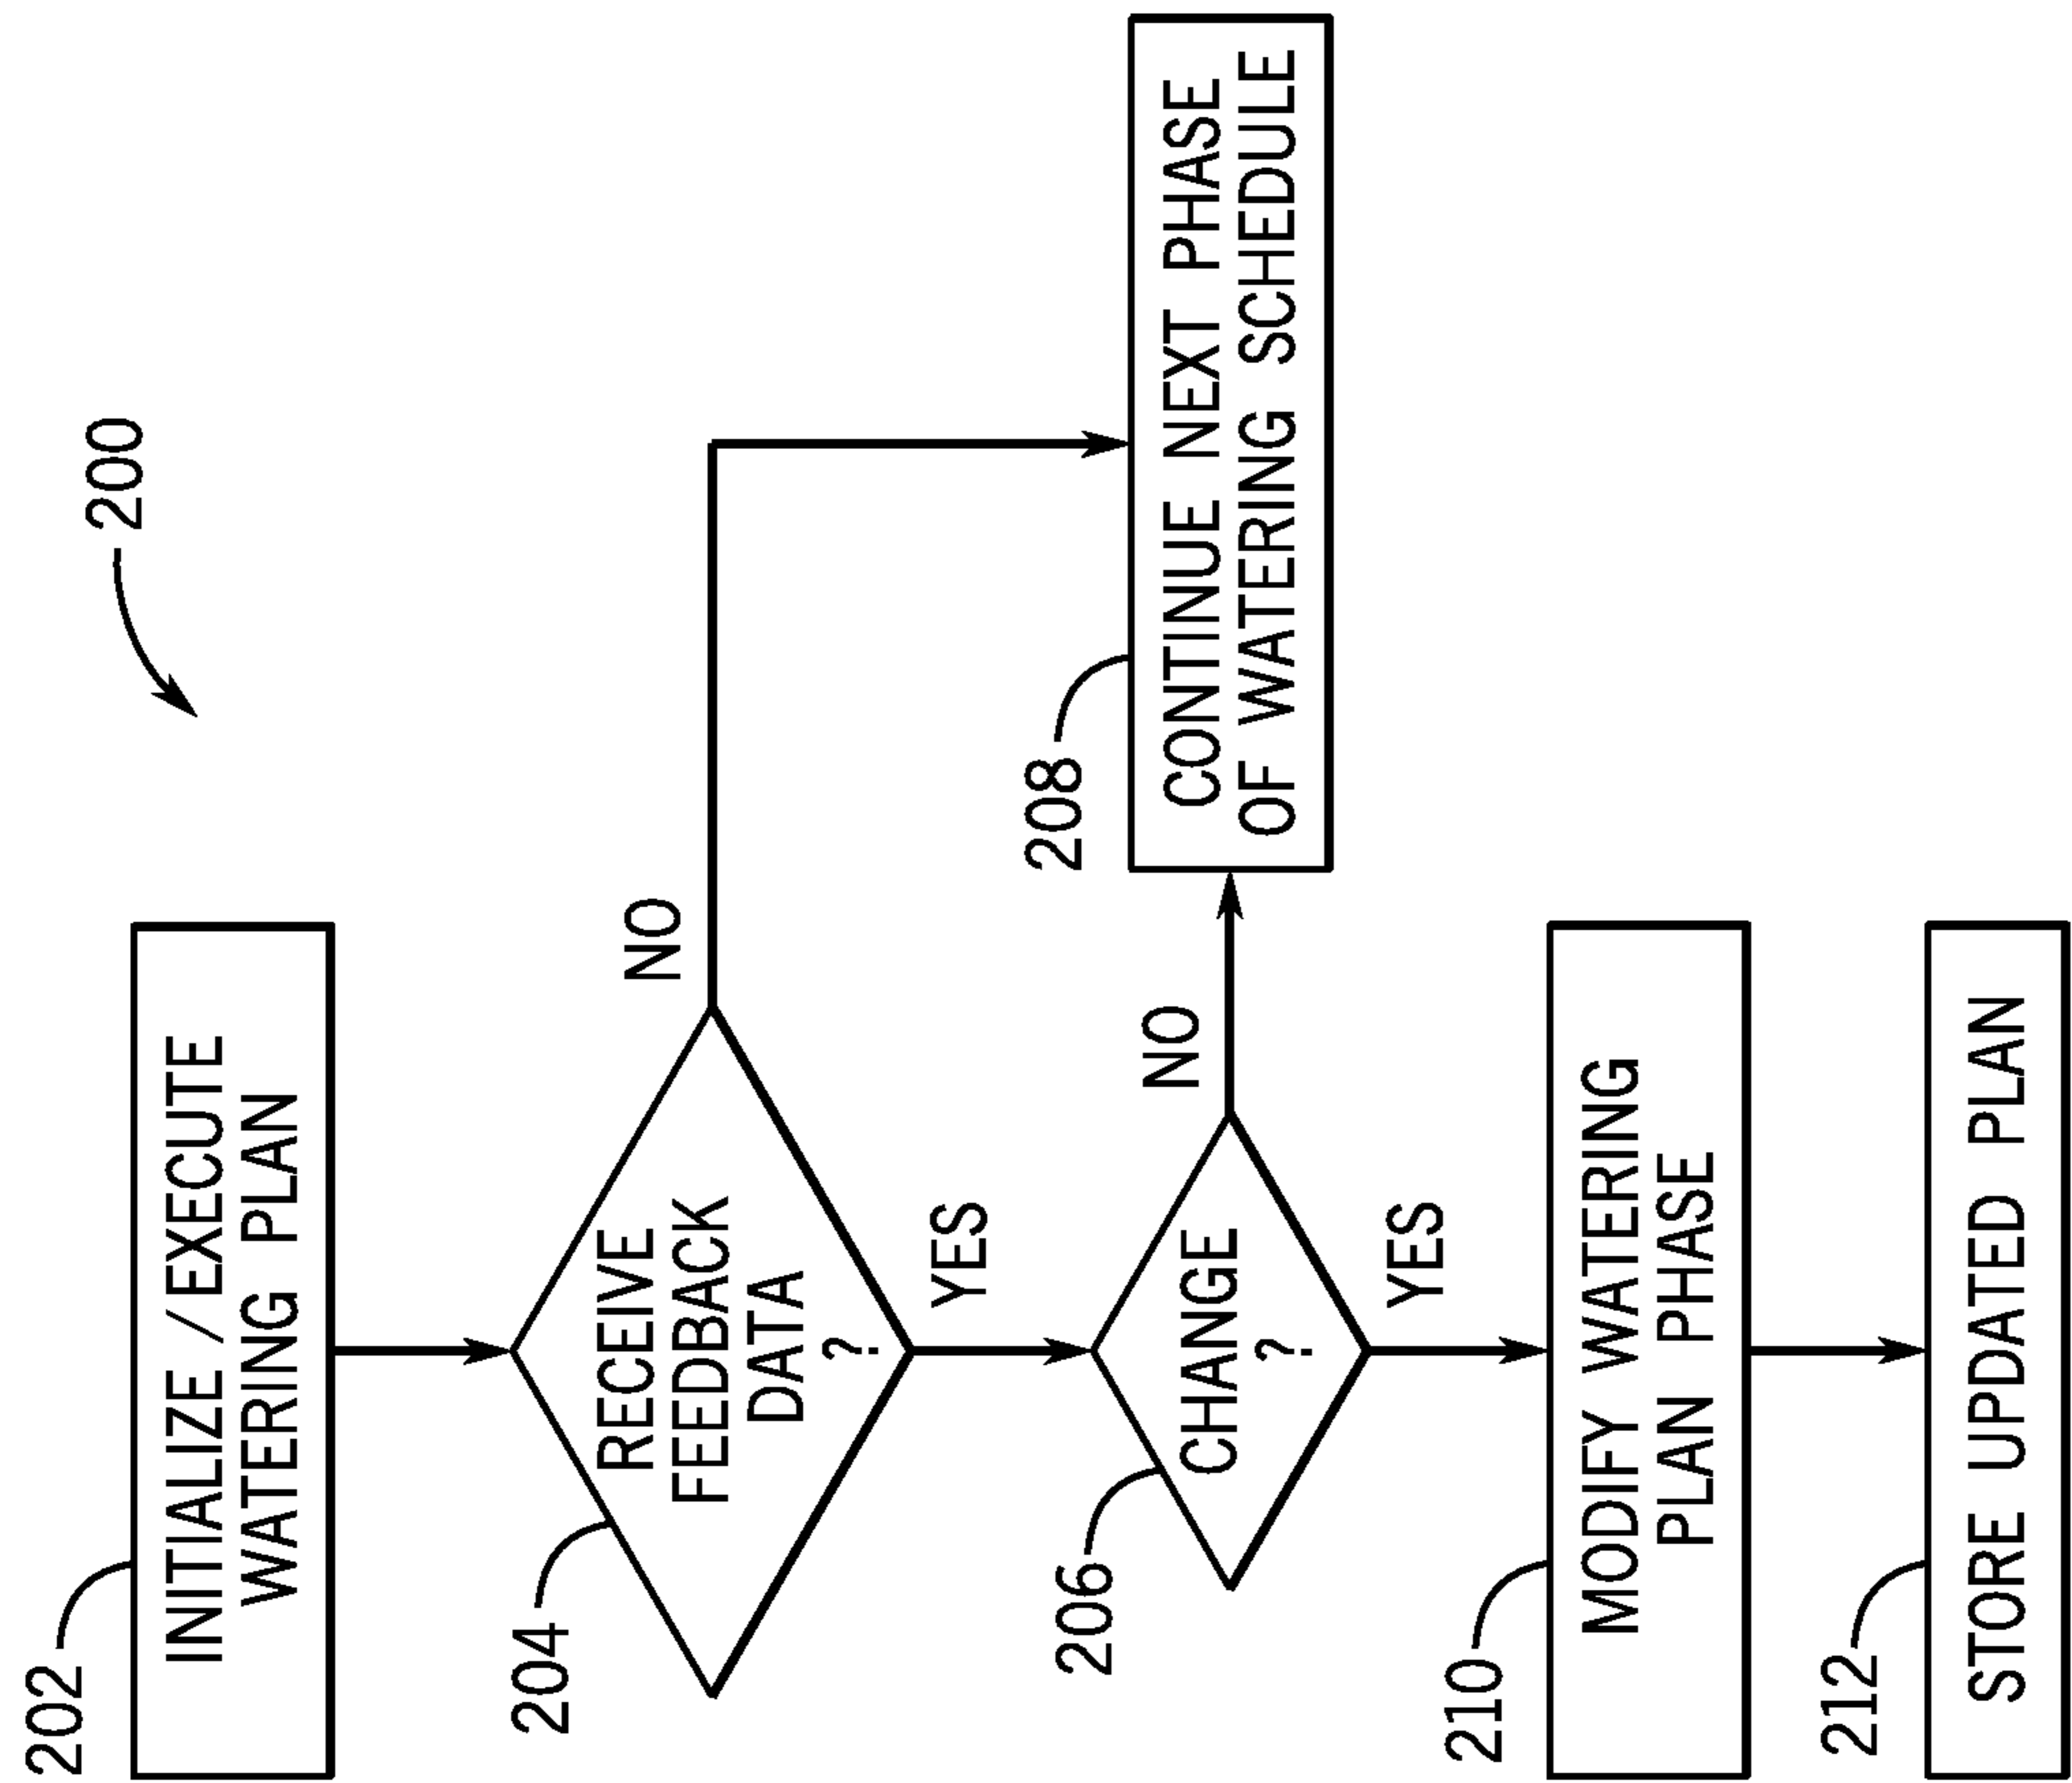 200
202
INITIALIZE / EXECUTE
WATERING PLAN
204
RECEIVE
FEEDBACK
DATA
?
NO
YES
206
CHANGE
?
NO
YES
208
CONTINUE NEXT PHASE
OF WATERING SCHEDULE
210
MODIFY WATERING
PLAN PHASE
212
STORE UPDATED PLAN